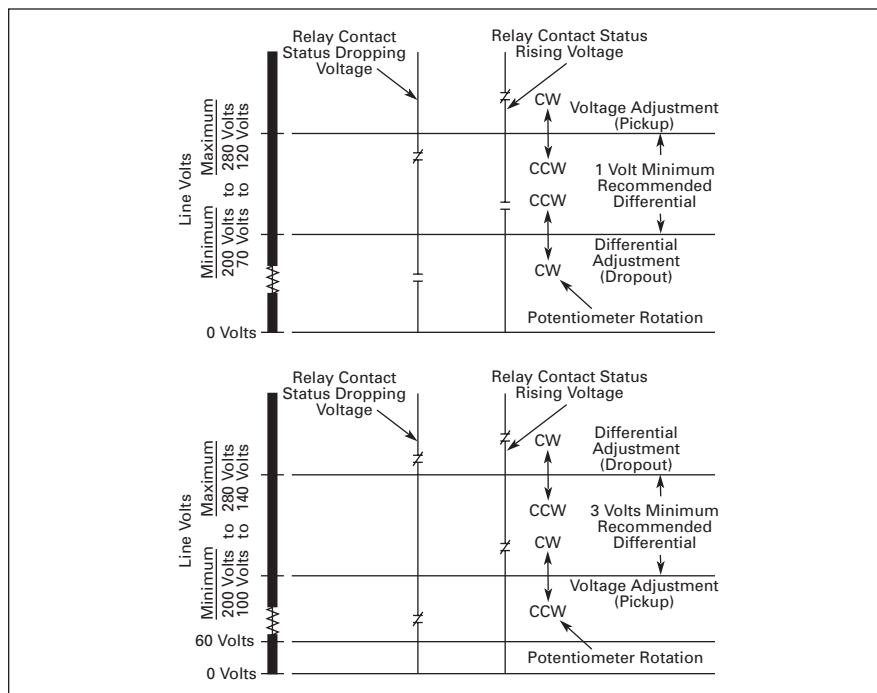 Relay Contact
Status Dropping
Voltage
Relay Contact Status
Rising Voltage
Line Volts
Minimum to Maximum
200 Volts to 280 Volts
70 Volts to 120 Volts
CW
CCW
CCW
CW
Voltage Adjustment
(Pickup)
1 Volt Minimum
Recommended
Differential
Differential
Adjustment
(Dropout)
Potentiometer Rotation
0 Volts
Relay Contact
Status Dropping
Voltage
Relay Contact Status
Rising Voltage
Line Volts
Minimum to Maximum
200 Volts to 280 Volts
100 Volts to 140 Volts
CW
CCW
CW
CCW
Differential
Adjustment
(Dropout)
3 Volts Minimum
Recommended
Differential
Voltage Adjustment
(Pickup)
60 Volts
Potentiometer Rotation
0 Volts